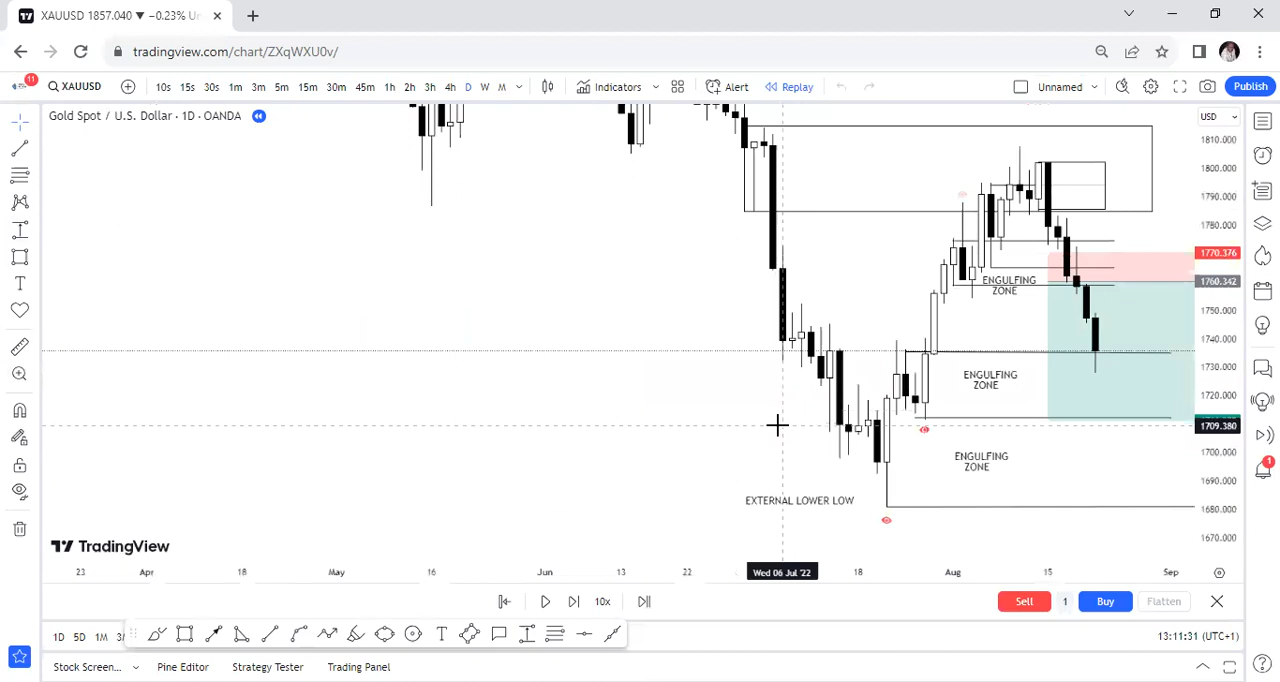 XAUUSD 1857.040 ▼ −0.23% Un
tradingview.com/chart/ZXqWXU0v/
11
XAUUSD
10s 15s 30s 1m 3m 5m 15m 30m 45m 1h 2h 3h 4h D W M
Indicators
Alert
Replay
Unnamed
Publish
Gold Spot / U.S. Dollar · 1D · OANDA
USD
1810.000
1800.000
1790.000
1780.000
1770.376
1760.342
1750.000
1740.000
1730.000
1720.000
1709.380
1700.000
1690.000
1680.000
1670.000
ENGULFING
ZONE
ENGULFING
ZONE
ENGULFING
ZONE
EXTERNAL LOWER LOW
1
TradingView
23 Apr 18 May 16 Jun 13 22 Wed 06 Jul '22 18 Aug 15 Sep
10x
Sell 1 Buy Flatten
1D 5D 1M
13:11:31 (UTC+1)
Stock Screen... Pine Editor Strategy Tester Trading Panel